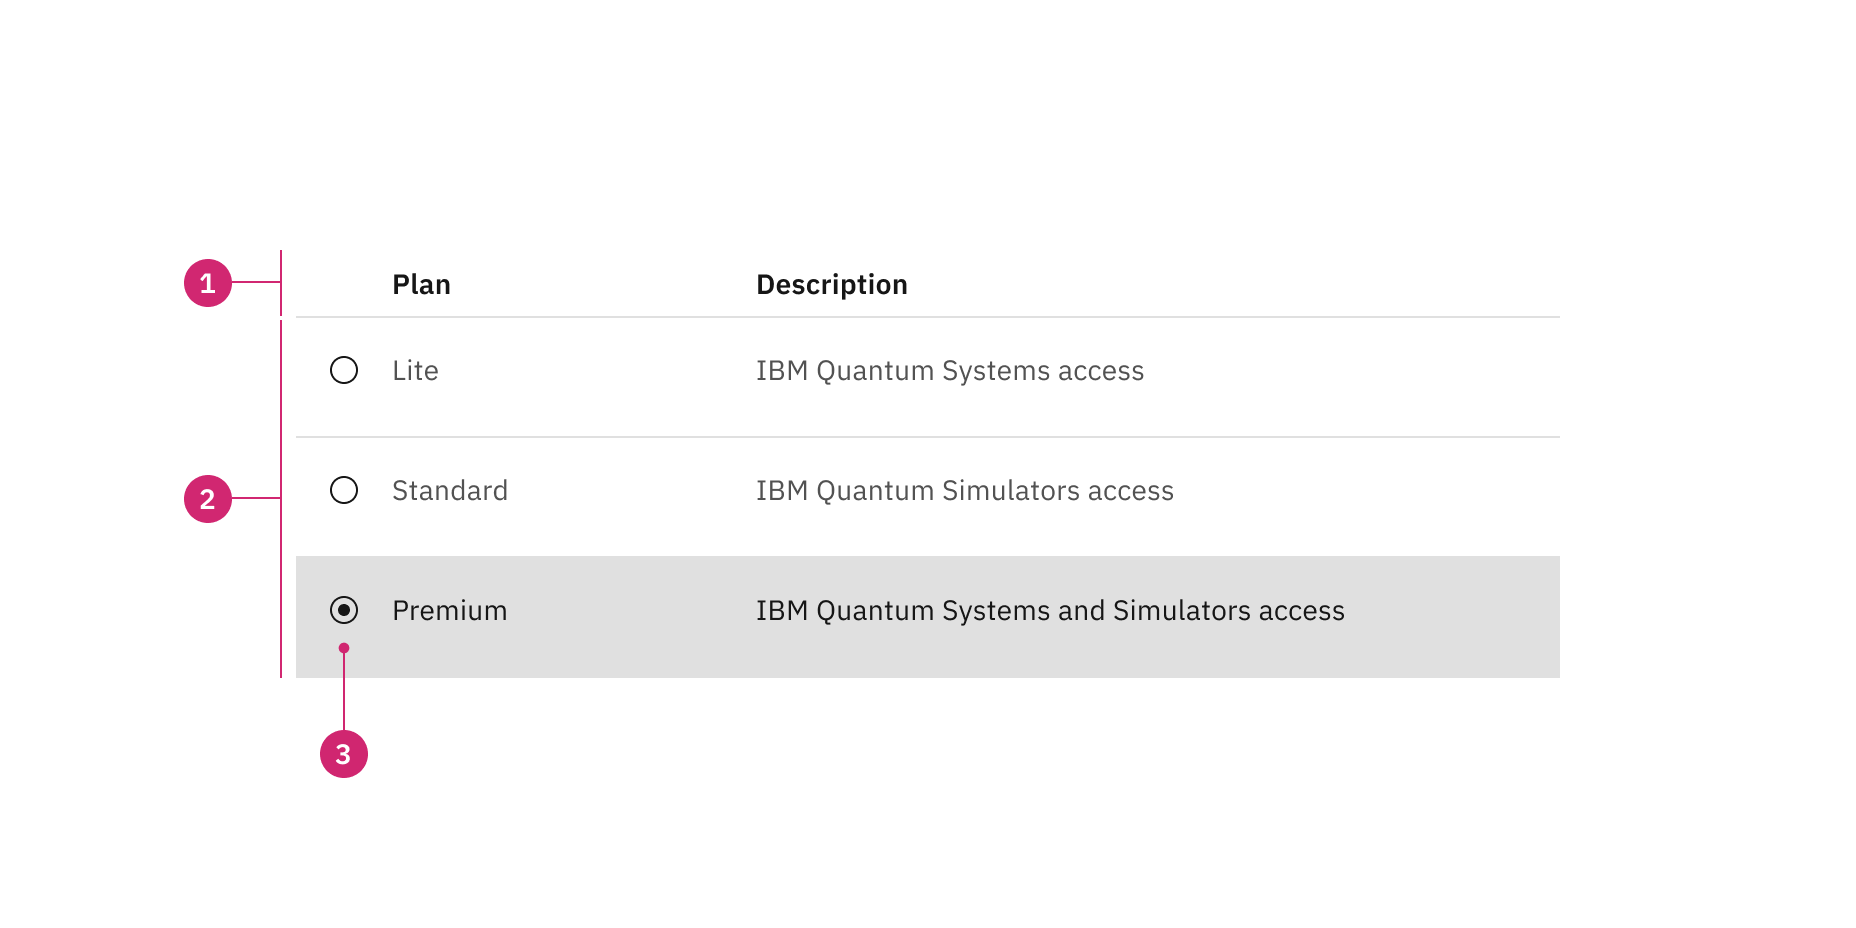 1 Plan Description
Lite IBM Quantum Systems access
2 Standard IBM Quantum Simulators access
Premium IBM Quantum Systems and Simulators access
3